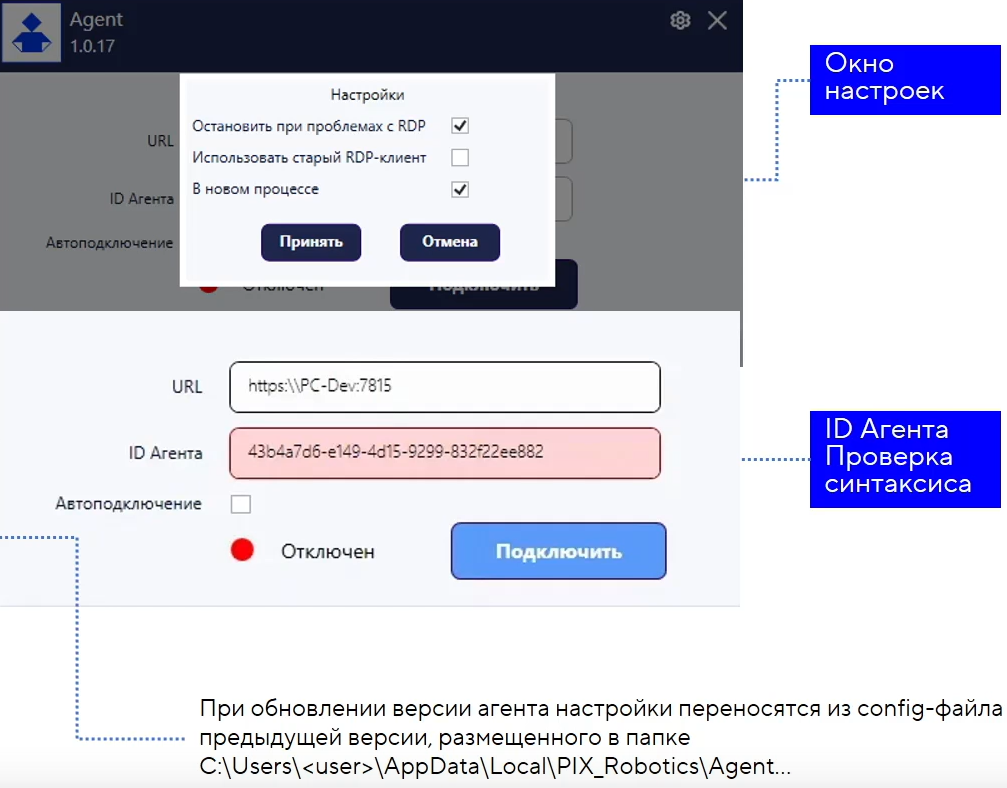 Agent
1.0.17
Окно
настроек
Настройки
Остановить при проблемах с RDP
URL
Использовать старый RDP-клиент
В новом процессе
ID Агента
Автоподключение
Принять
Отмена
Отключен
Подключить
URL
https:\\PC-Dev:7815
ID Агента
43b4a7d6-e149-4d15-9299-832f22ee882
ID Агента
Проверка
синтаксиса
Автоподключение
Отключен
Подключить
При обновлении версии агента настройки переносятся из config-файла
предыдущей версии, размещенного в папке
C:\Users\<user>\AppData\Local\PIX_Robotics\Agent...